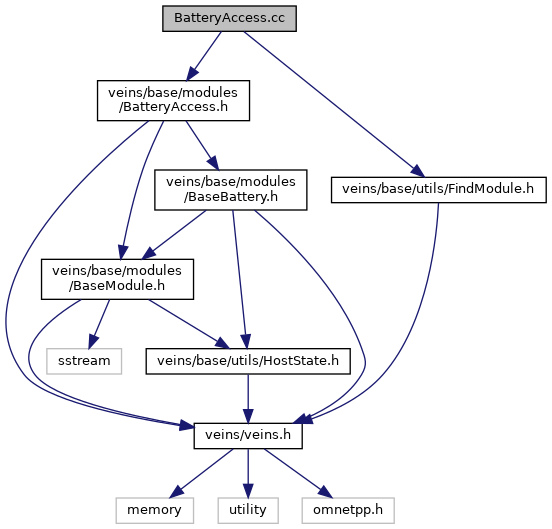 BatteryAccess.cc
veins/base/modules
/BatteryAccess.h
veins/base/modules
/BaseBattery.h
veins/base/utils/FindModule.h
veins/base/modules
/BaseModule.h
sstream
veins/base/utils/HostState.h
veins/veins.h
memory
utility
omnetpp.h